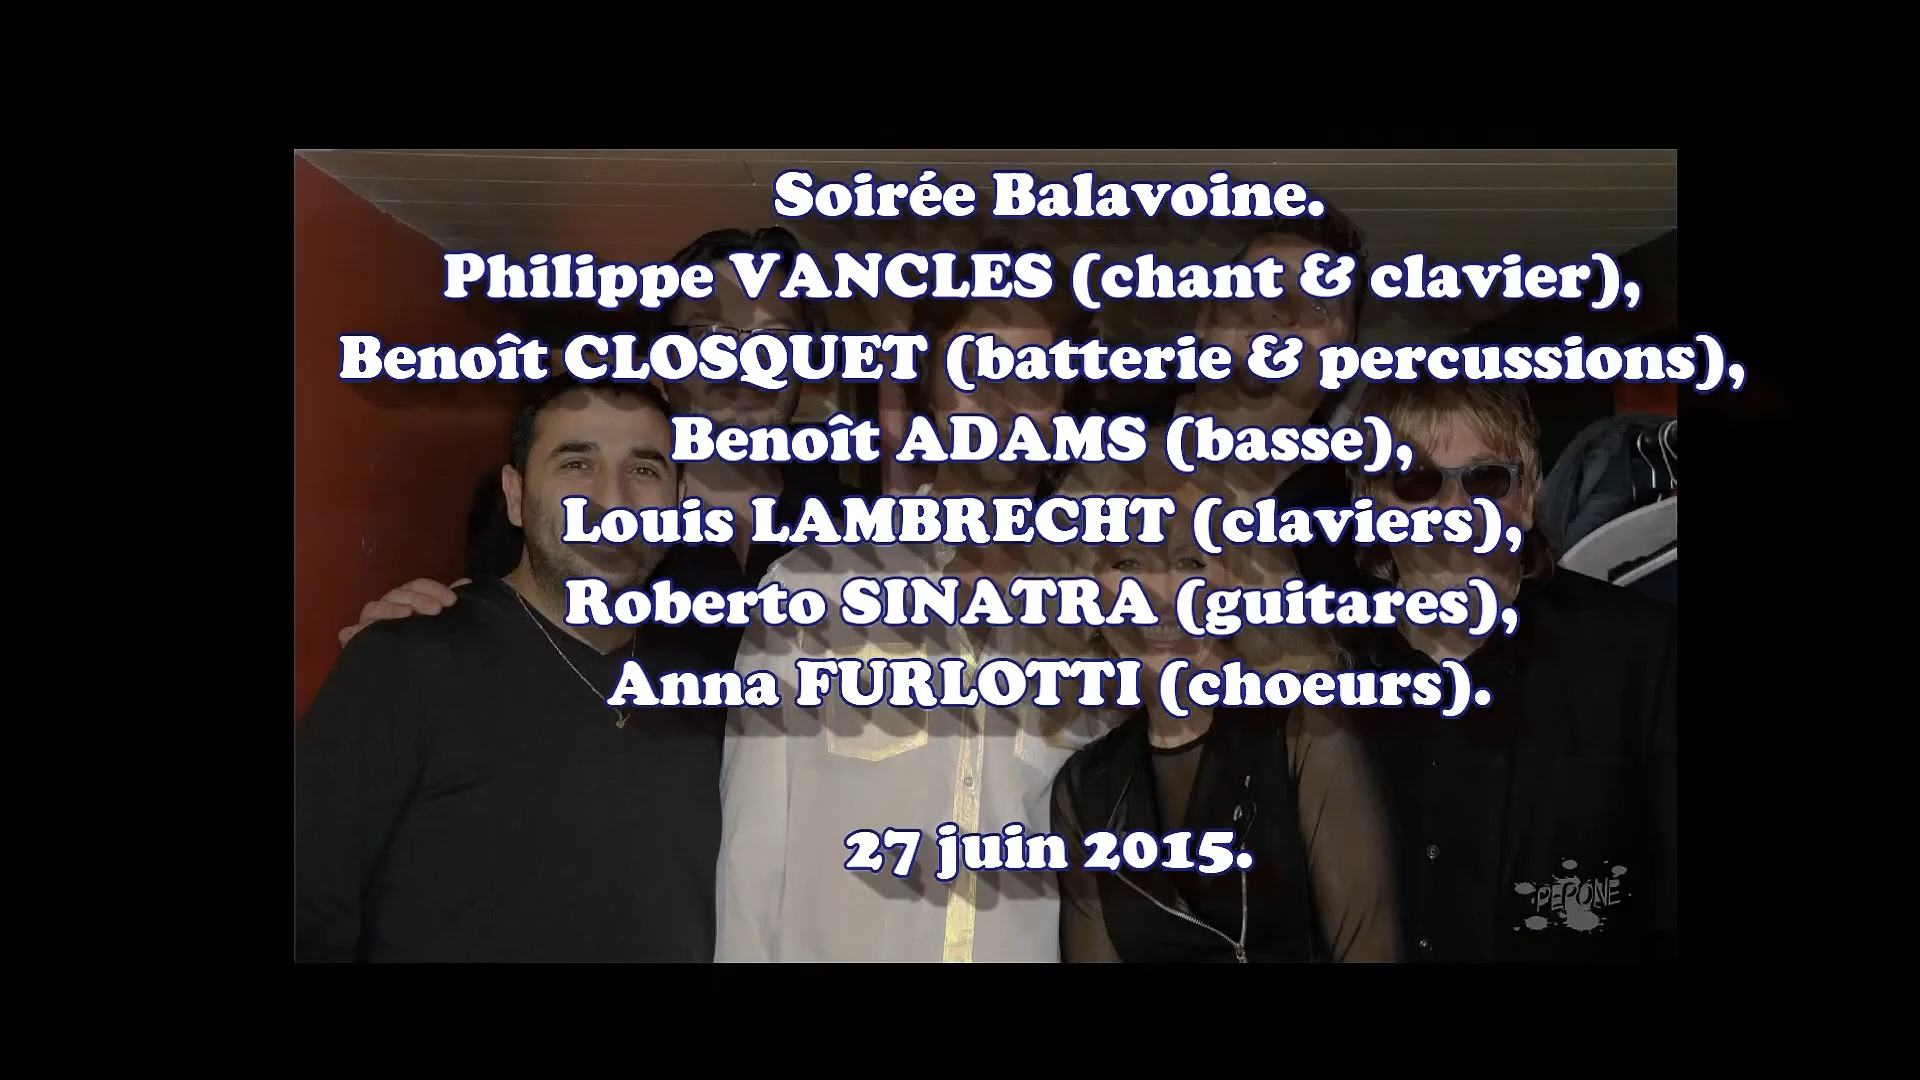 Soirée Balavoine.
Philippe VANCLES (chant & clavier),
Benoît CLOSQUET (batterie & percussions),
Benoît ADAMS (basse),
Louis LAMBRECHT (claviers),
Roberto SINATRA (guitares),
Anna FURLOTTI (choeurs).
27 juin 2015.
PEPONE